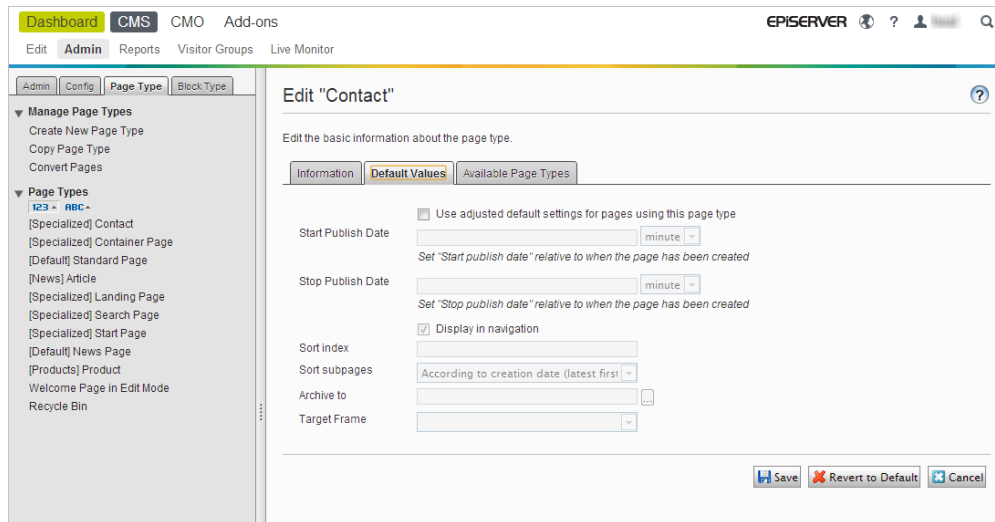 Dashboard CMS CMO Add-ons EPiSERVER ?
Edit Admin Reports Visitor Groups Live Monitor
Admin Config Page Type Block Type
Manage Page Types
Create New Page Type
Copy Page Type
Convert Pages
Page Types
123 ABC
[Specialized] Contact
[Specialized] Container Page
[Default] Standard Page
[News] Article
[Specialized] Landing Page
[Specialized] Search Page
[Specialized] Start Page
[Default] News Page
[Products] Product
Welcome Page in Edit Mode
Recycle Bin
Edit "Contact" ?
Edit the basic information about the page type.
Information Default Values Available Page Types
Use adjusted default settings for pages using this page type
Start Publish Date minute
Set "Start publish date" relative to when the page has been created
Stop Publish Date minute
Set "Stop publish date" relative to when the page has been created
Display in navigation
Sort index
Sort subpages According to creation date (latest first
Archive to ...
Target Frame
Save Revert to Default Cancel